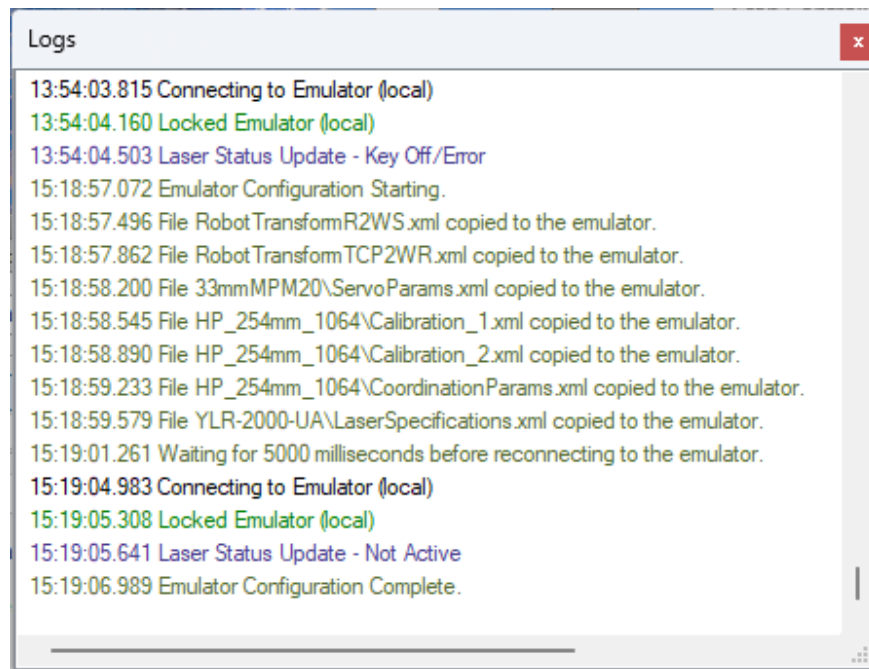 Logs
x
13:54:03.815 Connecting to Emulator (local)
13:54:04.160 Locked Emulator (local)
13:54:04.503 Laser Status Update - Key Off/Error
15:18:57.072 Emulator Configuration Starting.
15:18:57.496 File RobotTransformR2WS.xml copied to the emulator.
15:18:57.862 File RobotTransformTCP2WR.xml copied to the emulator.
15:18:58.200 File 33mmMPM20\ServoParams.xml copied to the emulator.
15:18:58.545 File HP_254mm_1064\Calibration_1.xml copied to the emulator.
15:18:58.890 File HP_254mm_1064\Calibration_2.xml copied to the emulator.
15:18:59.233 File HP_254mm_1064\CoordinationParams.xml copied to the emulator.
15:18:59.579 File YLR-2000-UA\LaserSpecifications.xml copied to the emulator.
15:19:01.261 Waiting for 5000 milliseconds before reconnecting to the emulator.
15:19:04.983 Connecting to Emulator (local)
15:19:05.308 Locked Emulator (local)
15:19:05.641 Laser Status Update - Not Active
15:19:06.989 Emulator Configuration Complete.